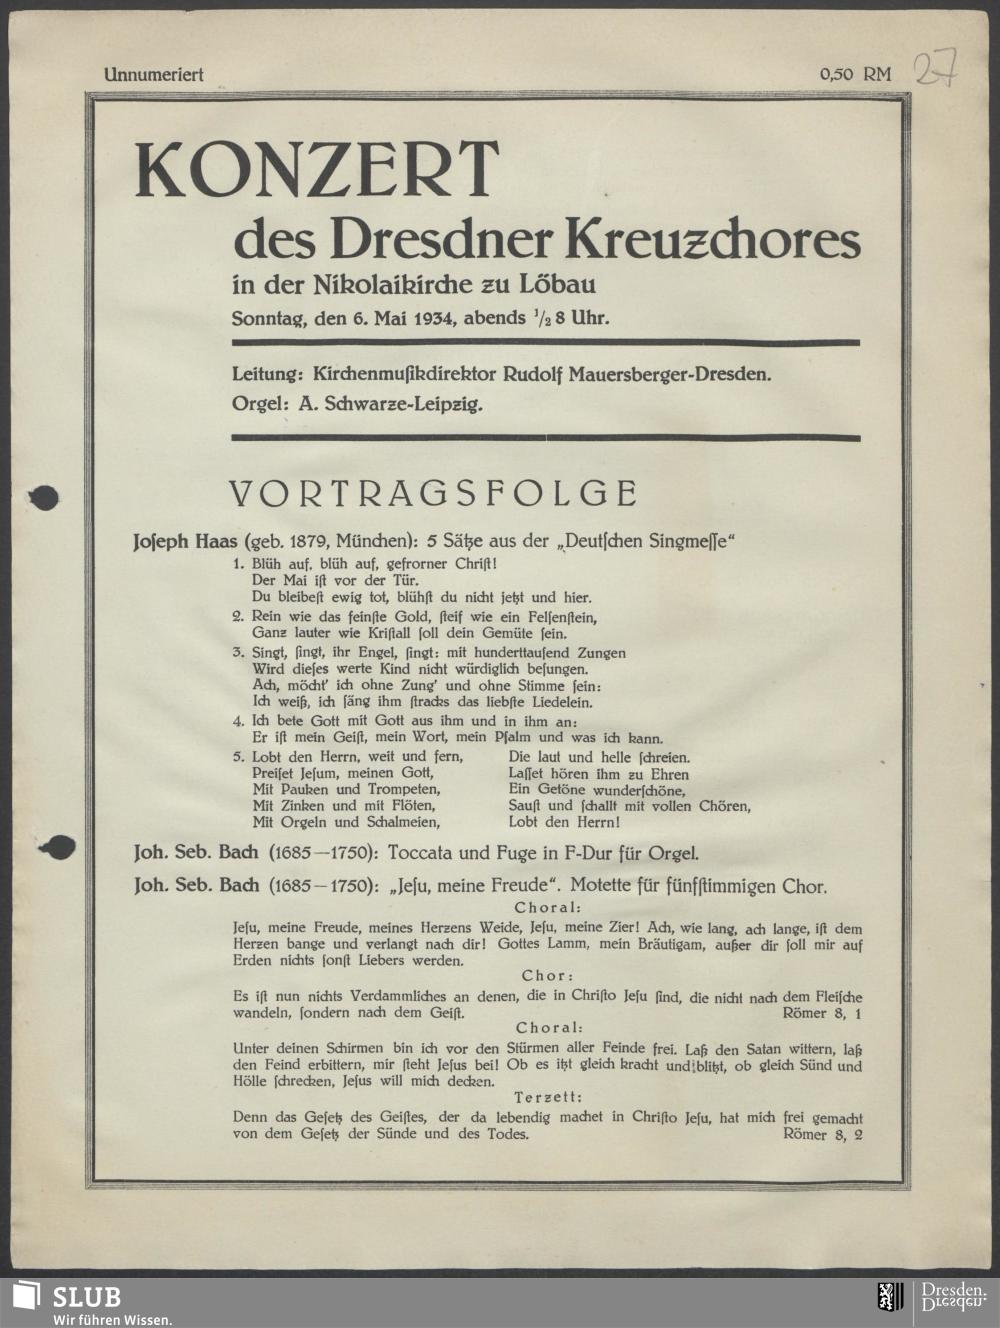 Unnumeriert
0,50 RM
27
KONZERT
des Dresdner Kreuzchores
in der Nikolaikirche zu Löbau
Sonntag, den 6. Mai 1934, abends ½ 8 Uhr.
Leitung: Kirchenmuſikdirektor Rudolf Mauersberger-Dresden.
Orgel: A. Schwarze-Leipzig.
VORTRAGSFOLGE
Joſeph Haas (geb. 1879, München): 5 Sätze aus der „Deutſchen Singmeſſe“
1. Blüh auf, blüh auf, gefrorner Chriſt!
Der Mai iſt vor der Tür.
Du bleibeſt ewig tot, blühſt du nicht jetzt und hier.
2. Rein wie das feinſte Gold, ſteif wie ein Felſenſtein,
Ganz lauter wie Kriſtall ſoll dein Gemüte ſein.
3. Singt, ſingt, ihr Engel, ſingt: mit hunderttauſend Zungen
Wird dieſes werte Kind nicht würdiglich beſungen.
Ach, möcht' ich ohne Zung' und ohne Stimme ſein:
Ich weiß, ich ſäng ihm ſtracks das liebſte Liedelein.
4. Ich bete Gott mit Gott aus ihm und in ihm an:
Er iſt mein Geiſt, mein Wort, mein Pſalm und was ich kann.
5. Lobt den Herrn, weit und fern,
Preiſet Jeſum, meinen Gott,
Mit Pauken und Trompeten,
Mit Zinken und mit Flöten,
Mit Orgeln und Schalmeien,
Die laut und helle ſchreien.
Laſſet hören ihm zu Ehren
Ein Getöne wunderſchöne,
Sauſt und ſchallt mit vollen Chören,
Lobt den Herrn!
Joh. Seb. Bach (1685—1750): Toccata und Fuge in F-Dur für Orgel.
Joh. Seb. Bach (1685—1750): „Jeſu, meine Freude“. Motette für fünfſtimmigen Chor.
Choral:
Jeſu, meine Freude, meines Herzens Weide, Jeſu, meine Zier! Ach, wie lang, ach lange, iſt dem
Herzen bange und verlangt nach dir! Gottes Lamm, mein Bräutigam, außer dir ſoll mir auf
Erden nichts ſonſt Liebers werden.
Chor:
Es iſt nun nichts Verdammliches an denen, die in Chriſto Jeſu ſind, die nicht nach dem Fleiſche
wandeln, ſondern nach dem Geiſt. Römer 8, 1
Choral:
Unter deinen Schirmen bin ich vor den Stürmen aller Feinde frei. Laß den Satan wittern, laß
den Feind erbittern, mir ſteht Jeſus bei! Ob es itzt gleich kracht und blitzt, ob gleich Sünd und
Hölle ſchrecken, Jeſus will mich decken.
Terzett:
Denn das Geſetz des Geiſtes, der da lebendig machet in Chriſto Jeſu, hat mich frei gemacht
von dem Geſetz der Sünde und des Todes. Römer 8, 2
SLUB
Wir führen Wissen.
Dresden.
Dresden.